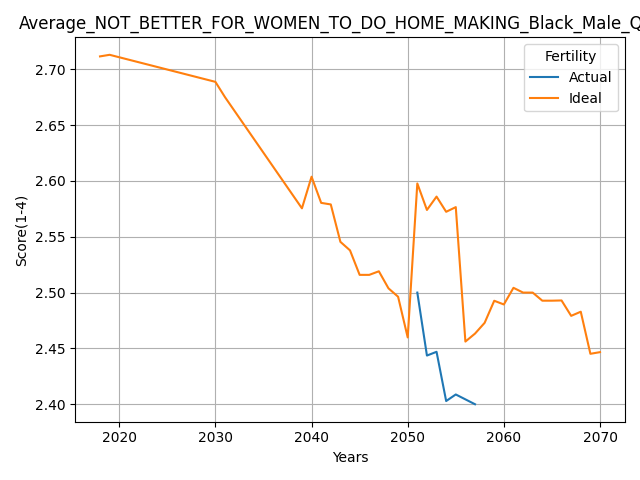 Average_NOT_BETTER_FOR_WOMEN_TO_DO_HOME_MAKING_Black_Male_Q
Fertility
Actual
Ideal
Score(1-4)
2.70
2.65
2.60
2.55
2.50
2.45
2.40
2020 2030 2040 2050 2060 2070
Years